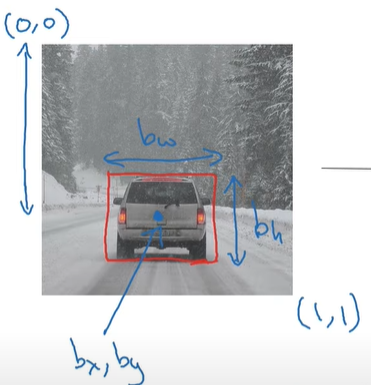 (0,0)
bw
bh
(1,1)
bx, by